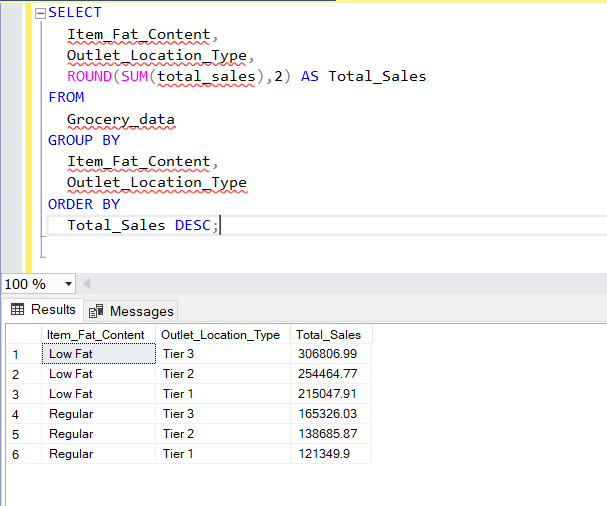 SELECT
Item_Fat_Content,
Outlet_Location_Type,
ROUND(SUM(total_sales),2) AS Total_Sales
FROM
Grocery_data
GROUP BY
Item_Fat_Content,
Outlet_Location_Type
ORDER BY
Total_Sales DESC;
100 %
Results Messages
Item_Fat_Content Outlet_Location_Type Total_Sales
1 Low Fat Tier 3 306806.99
2 Low Fat Tier 2 254464.77
3 Low Fat Tier 1 215047.91
4 Regular Tier 3 165326.03
5 Regular Tier 2 138685.87
6 Regular Tier 1 121349.9